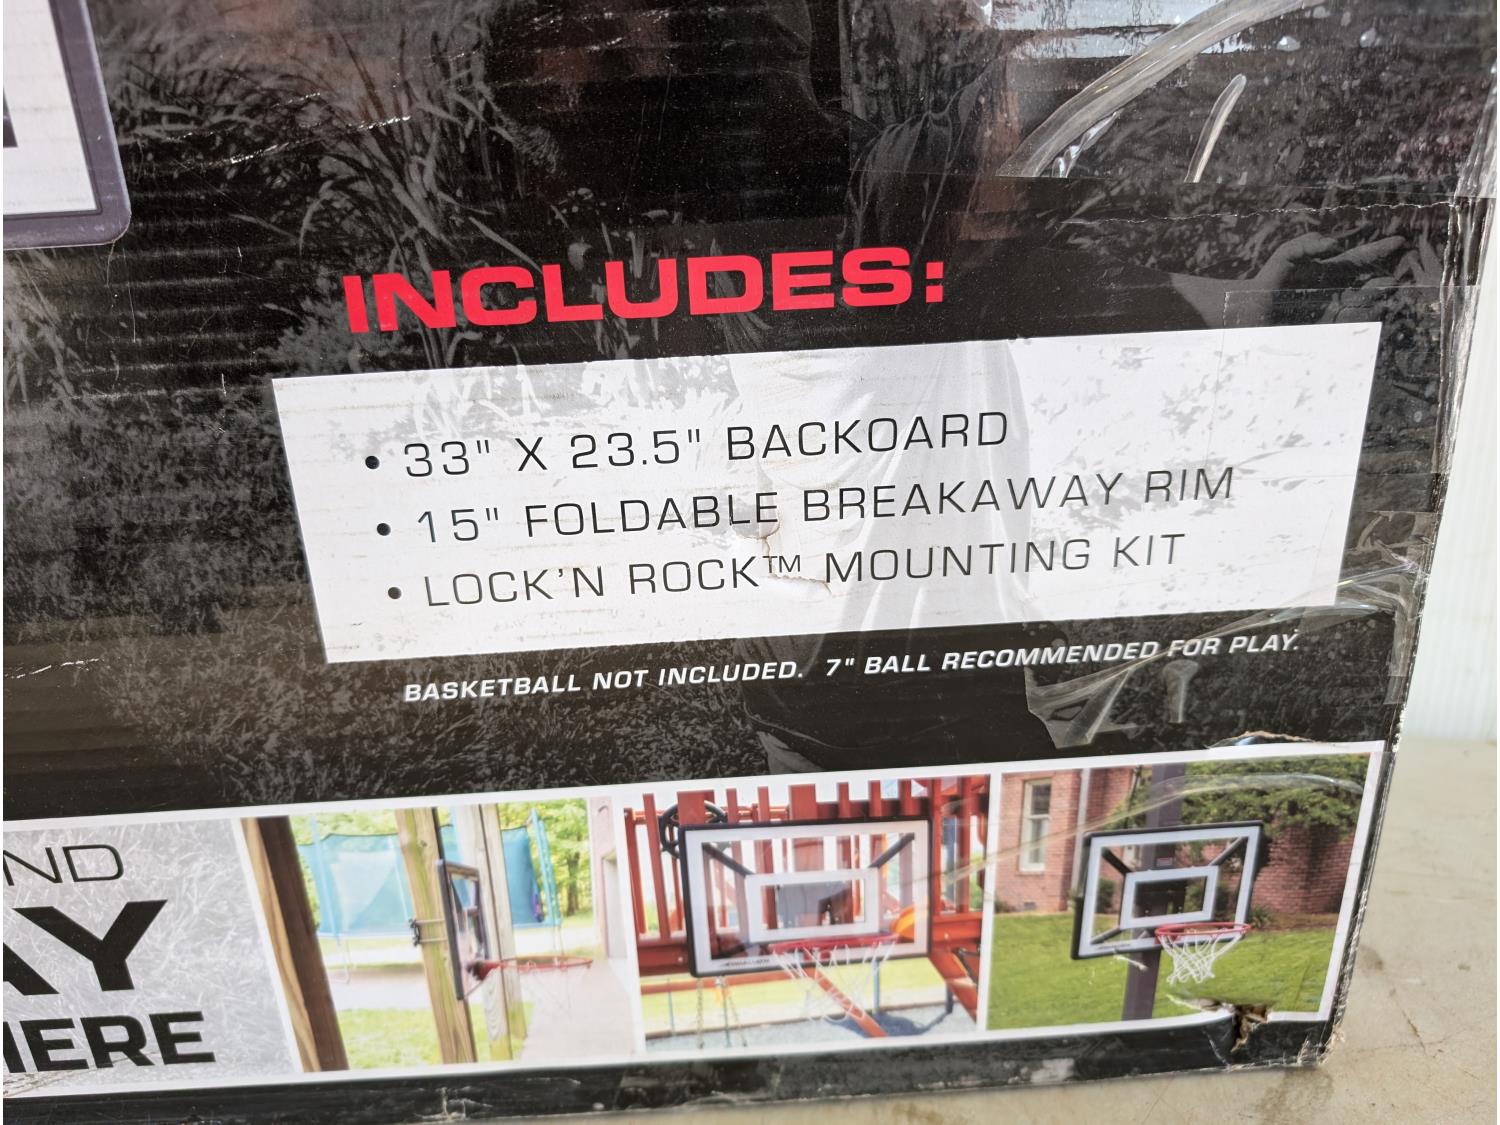 INCLUDES:
• 33" X 23.5" BACKOARD
• 15" FOLDABLE BREAKAWAY RIM
• LOCK'N ROCK™ MOUNTING KIT
BASKETBALL NOT INCLUDED. 7" BALL RECOMMENDED FOR PLAY.
ND
AY
HERE